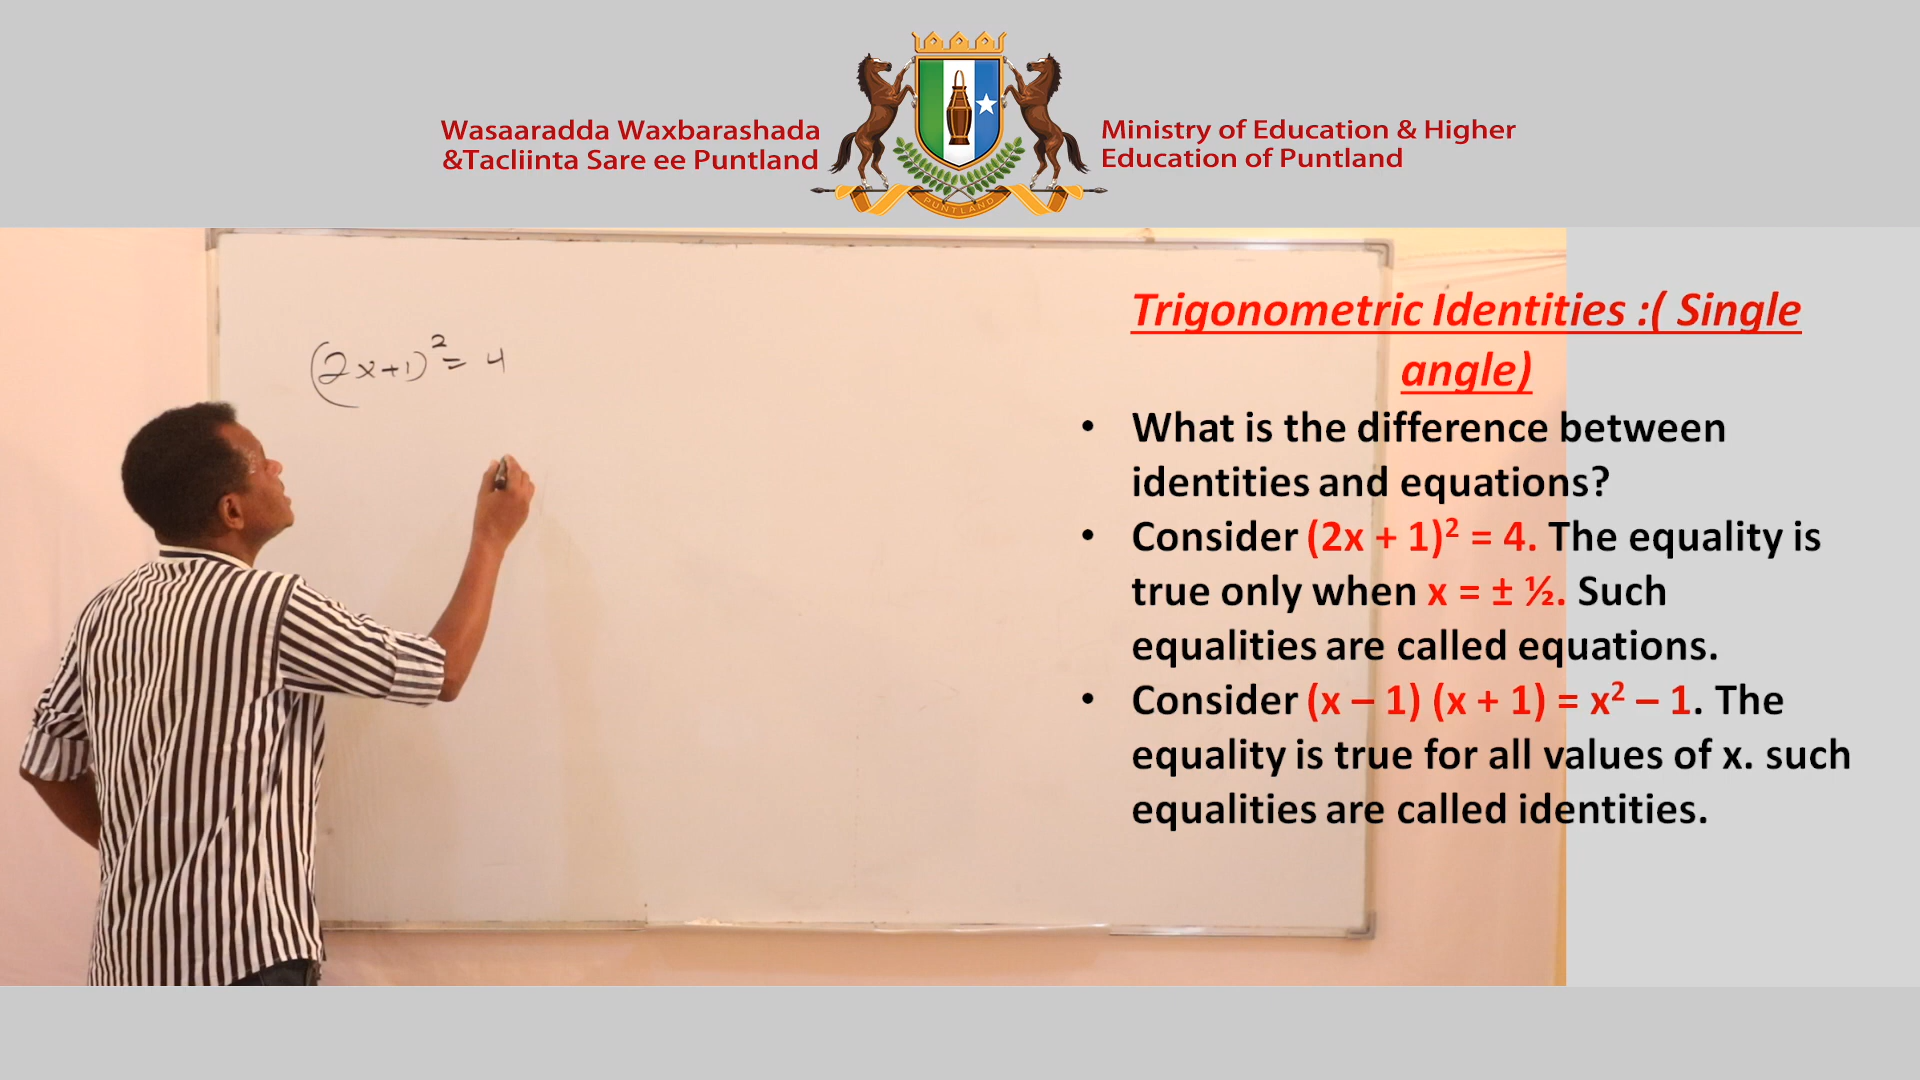 Wasaaradda Waxbarashada
&Tacliinta Sare ee Puntland
Ministry of Education & Higher
Education of Puntland
PUNTLAND
(2x+1)² = 4
Trigonometric Identities :( Single
angle)
• What is the difference between
identities and equations?
• Consider (2x + 1)² = 4. The equality is
true only when x = ± ½. Such
equalities are called equations.
• Consider (x – 1) (x + 1) = x² – 1. The
equality is true for all values of x. such
equalities are called identities.